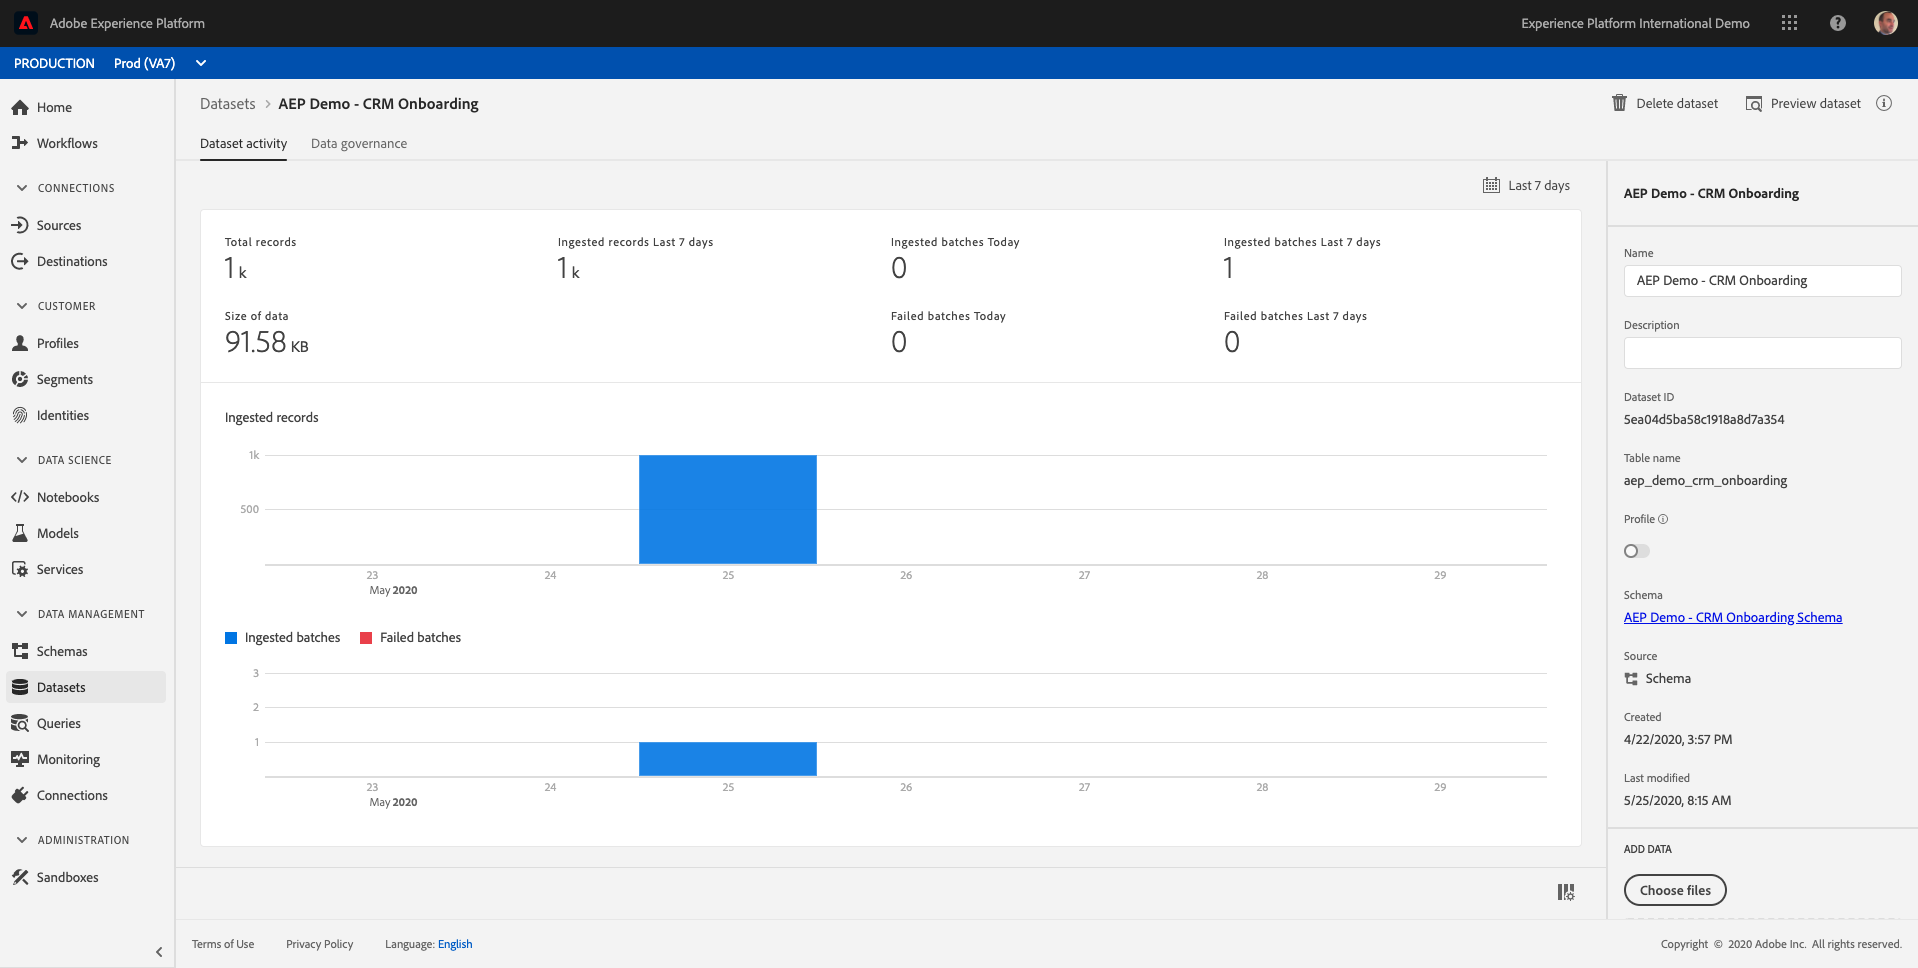 Adobe Experience Platform
Experience Platform International Demo
PRODUCTION Prod (VA7)
Home
Workflows
CONNECTIONS
Sources
Destinations
CUSTOMER
Profiles
Segments
Identities
DATA SCIENCE
Notebooks
Models
Services
DATA MANAGEMENT
Schemas
Datasets
Queries
Monitoring
Connections
ADMINISTRATION
Sandboxes
Datasets > AEP Demo - CRM Onboarding
Delete dataset
Preview dataset
Dataset activity
Data governance
Last 7 days
Total records
1 k
Ingested records Last 7 days
1 k
Ingested batches Today
0
Ingested batches Last 7 days
1
Size of data
91.58 KB
Failed batches Today
0
Failed batches Last 7 days
0
Ingested records
1k
500
23 24 25 26 27 28 29
May 2020
Ingested batches Failed batches
3
2
1
23 24 25 26 27 28 29
May 2020
AEP Demo - CRM Onboarding
Name
AEP Demo - CRM Onboarding
Description
Dataset ID
5ea04d5ba58c1918a8d7a354
Table name
aep_demo_crm_onboarding
Profile
Schema
AEP Demo - CRM Onboarding Schema
Source
Schema
Created
4/22/2020, 3:57 PM
Last modified
5/25/2020, 8:15 AM
ADD DATA
Choose files
Terms of Use Privacy Policy Language: English
Copyright © 2020 Adobe Inc. All rights reserved.